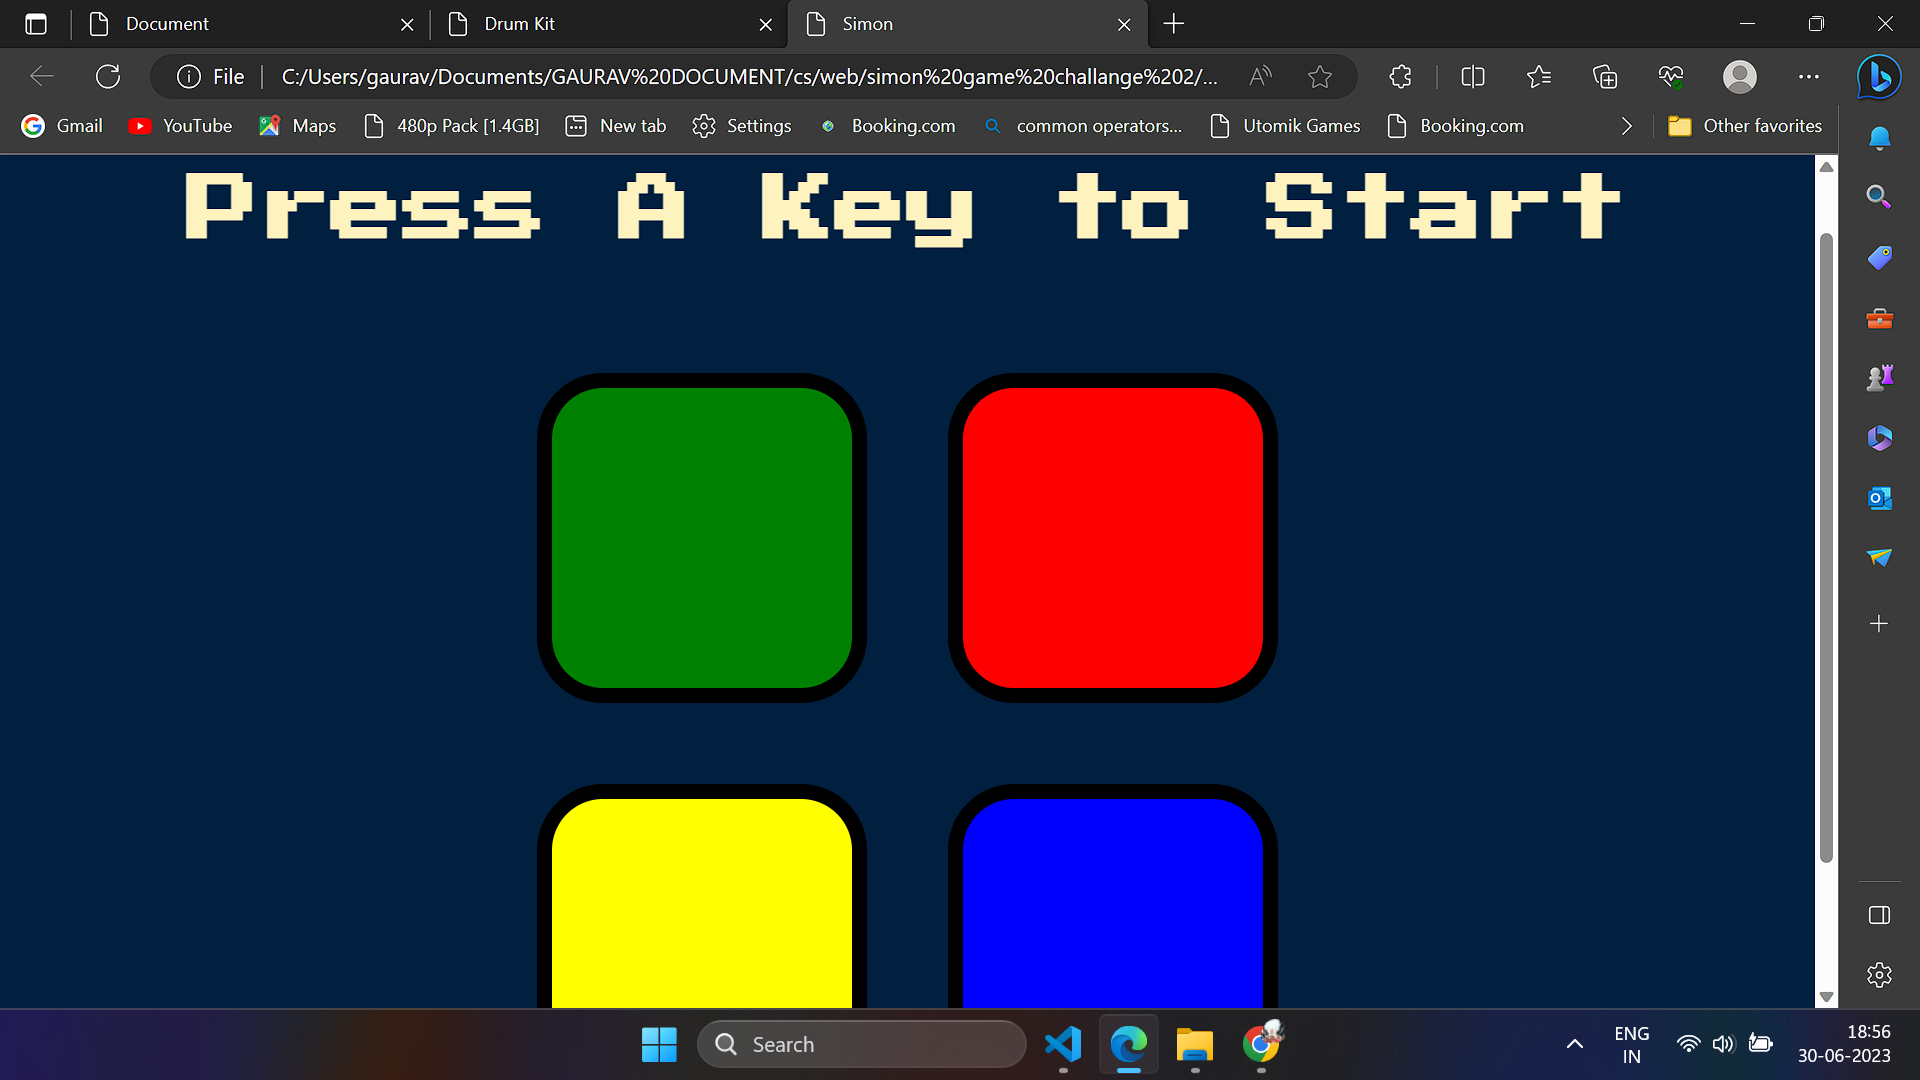 Document
Drum Kit
Simon
File
C:/Users/gaurav/Documents/GAURAV%20DOCUMENT/cs/web/simon%20game%20challange%202/...
Gmail
YouTube
Maps
480p Pack [1.4GB]
New tab
Settings
Booking.com
common operators...
Utomik Games
Booking.com
Other favorites
Press A Key to Start
Search
ENG
IN
18:56
30-06-2023